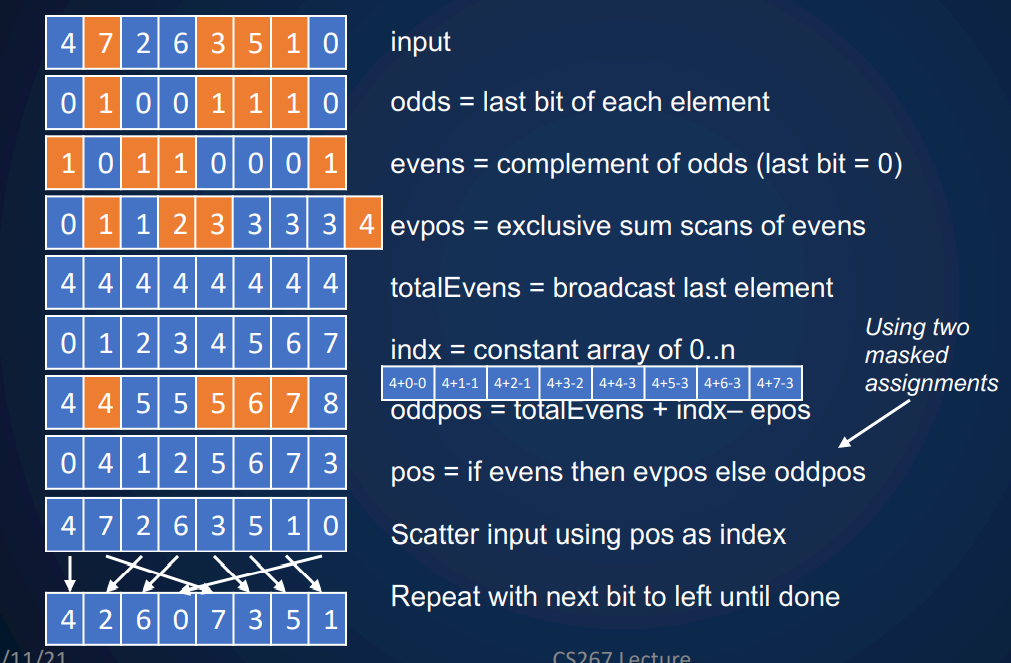 4 7 2 6 3 5 1 0 input
0 1 0 0 1 1 1 0 odds = last bit of each element
1 0 1 1 0 0 0 1 evens = complement of odds (last bit = 0)
0 1 1 2 3 3 3 3 4 evpos = exclusive sum scans of evens
4 4 4 4 4 4 4 4 totalEvens = broadcast last element
Using two
masked
assignments
0 1 2 3 4 5 6 7 indx = constant array of 0..n
4+0-0 4+1-1 4+2-1 4+3-2 4+4-3 4+5-3 4+6-3 4+7-3
4 4 5 5 5 6 7 8 oddpos = totalEvens + indx– epos
0 4 1 2 5 6 7 3 pos = if evens then evpos else oddpos
4 7 2 6 3 5 1 0 Scatter input using pos as index
4 2 6 0 7 3 5 1 Repeat with next bit to left until done
/11/21 CS267 Lecture